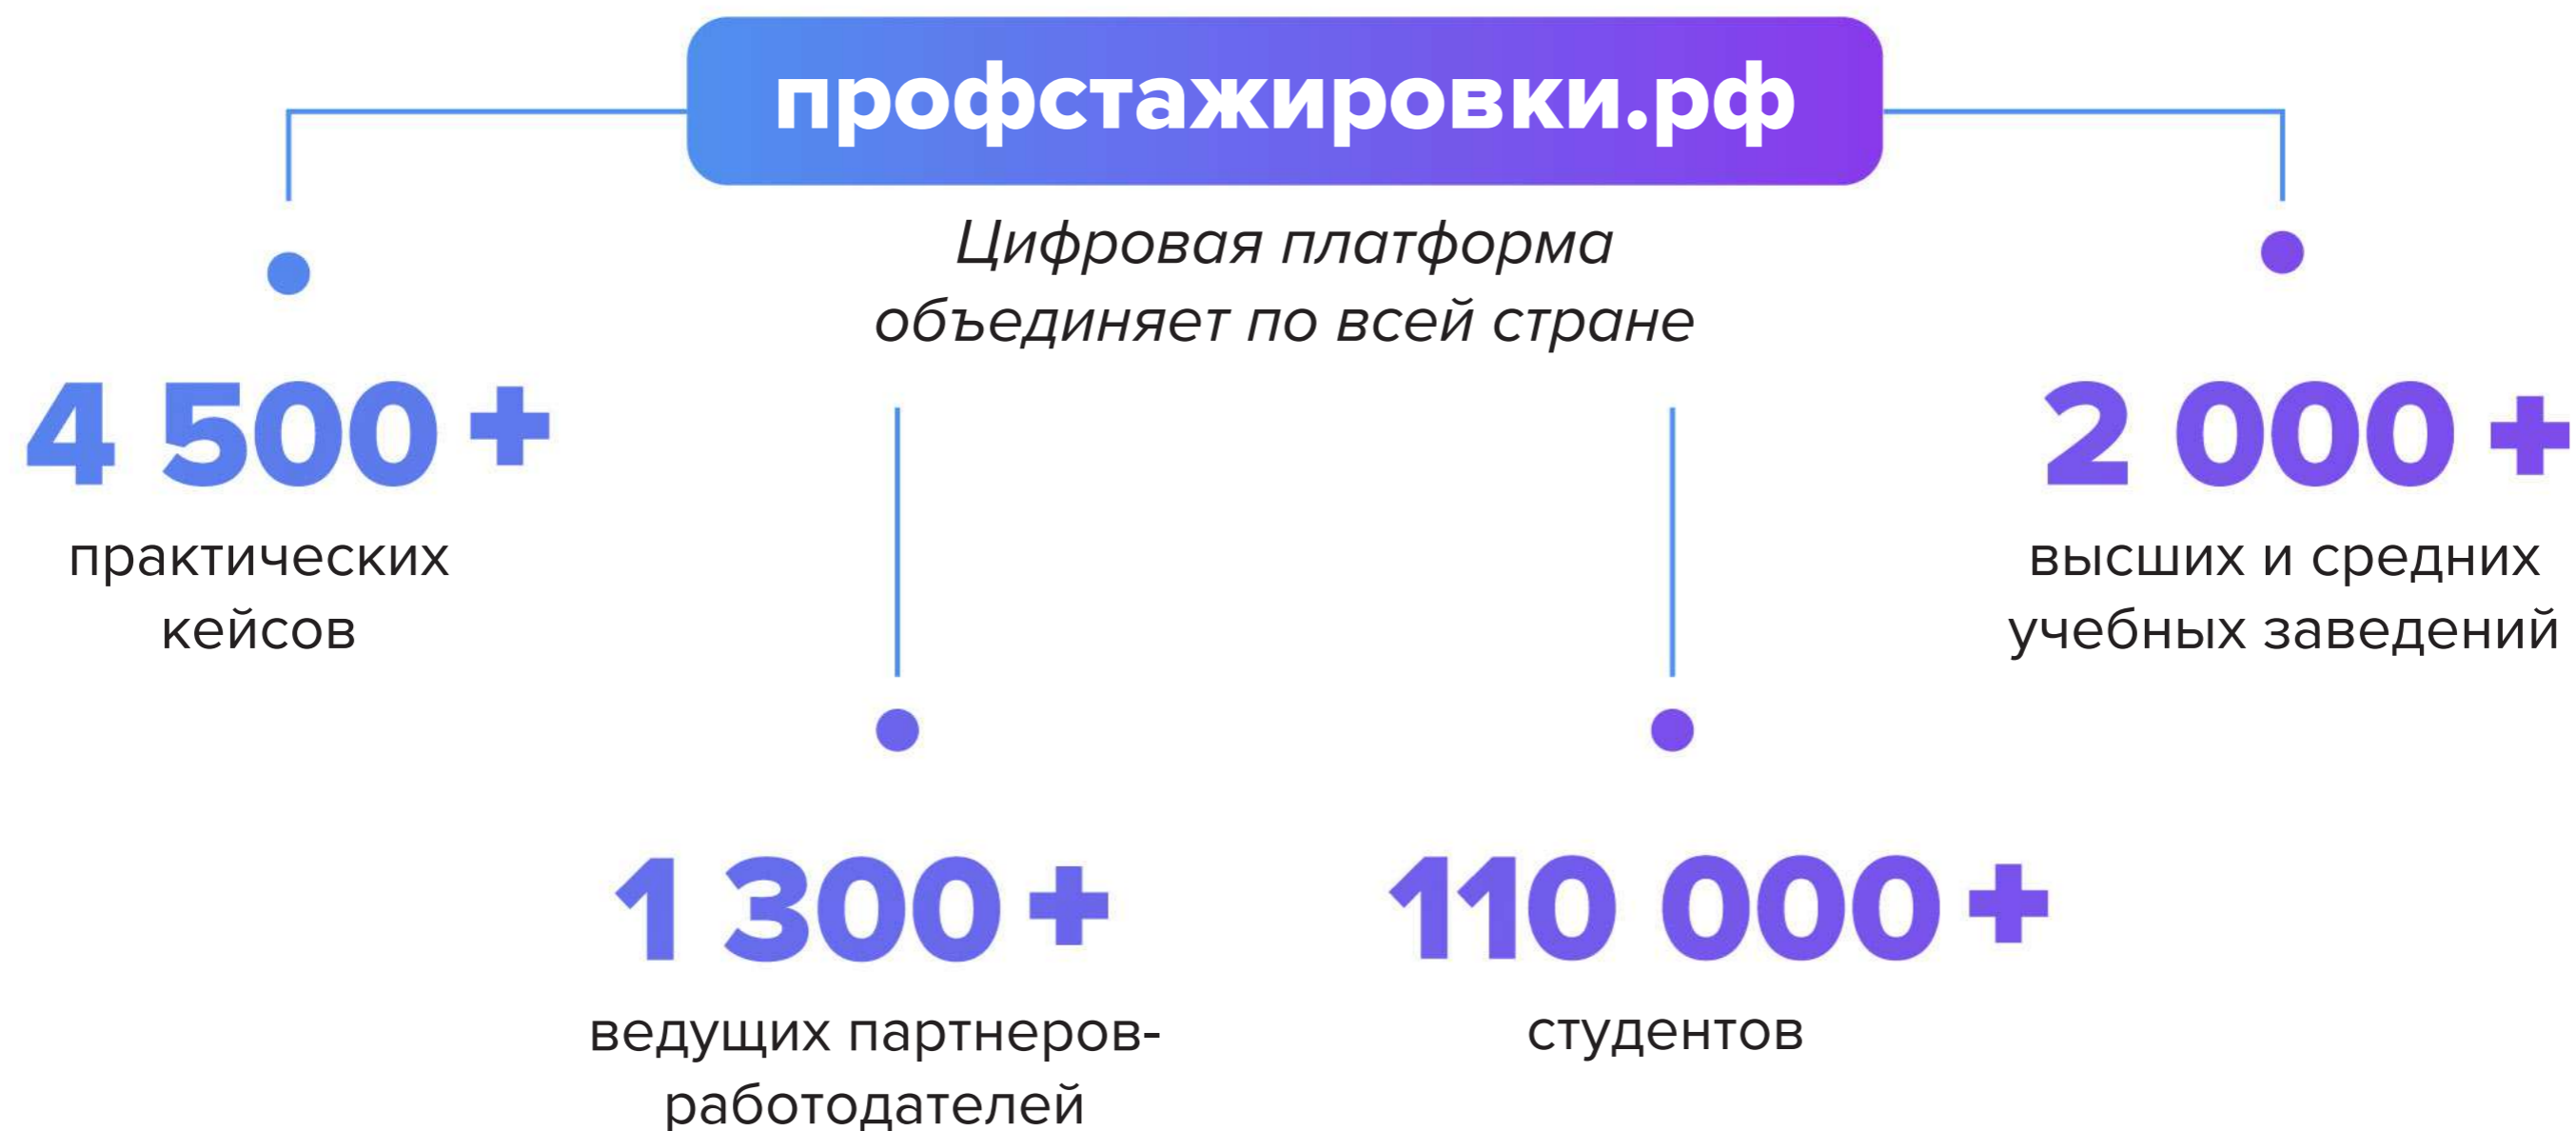 профстажировки.рф
Цифровая платформа
объединяет по всей стране
4 500 +
практических
кейсов
2 000 +
высших и средних
учебных заведений
1 300 +
ведущих партнеров-
работодателей
110 000 +
студентов